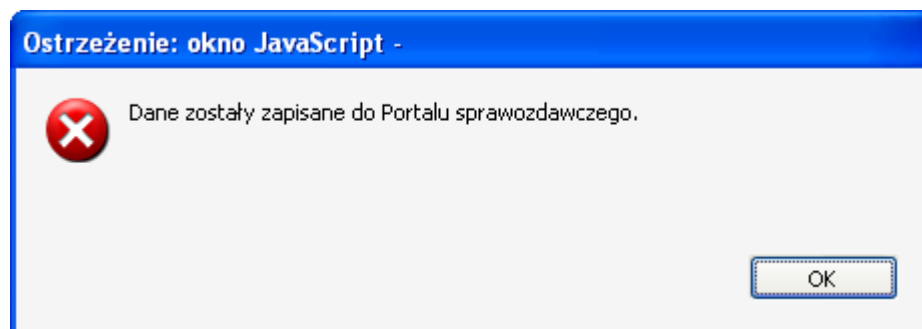 Ostrzeżenie: okno JavaScript -
Dane zostały zapisane do Portalu sprawozdawczego.
OK